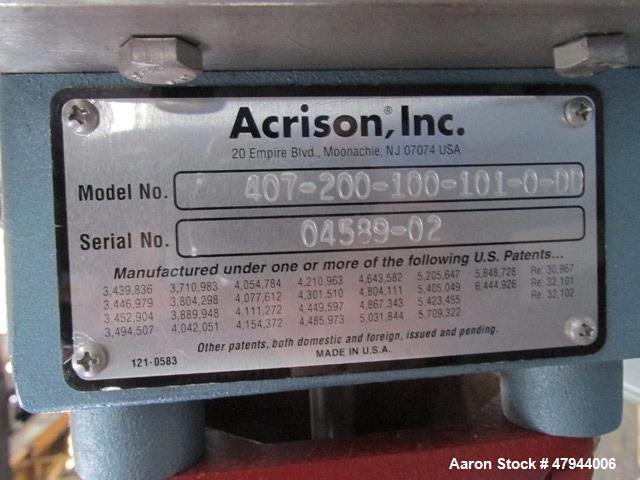 Acrison,® Inc.
20 Empire Blvd., Moonachie, NJ 07074 USA
Model No. 407-200-100-101-0-DD
Serial No. 04589-02
Manufactured under one or more of the following U.S. Patents...
3,439,836 3,710,983 4,054,784 4,210,963 4,643,582 5,205,647 5,848,728 Re: 30,967
3,446,979 3,804,298 4,077,612 4,301,510 4,804,111 5,405,049 6,444,926 Re: 32,101
3,452,904 3,889,948 4,111,272 4,449,597 4,867,343 5,423,455 Re: 32,102
3,494,507 4,042,051 4,154,372 4,485,973 5,031,844 5,709,322
Other patents, both domestic and foreign, issued and pending.
121-0583 MADE IN U.S.A.
Aaron Stock # 47944006